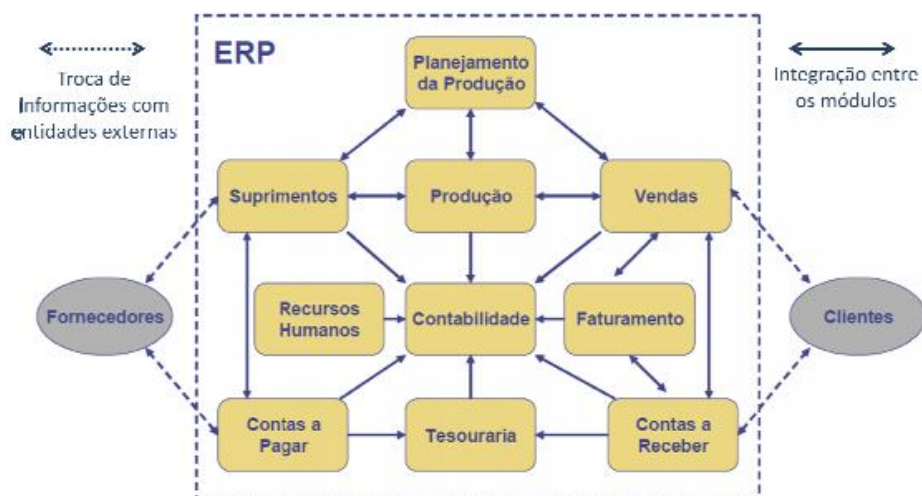 ERP
Planejamento
da Produção
Troca de
Informações com
entidades externas
Integração entre
os módulos
Suprimentos
Produção
Vendas
Fornecedores
Recursos
Humanos
Contabilidade
Faturamento
Clientes
Contas a
Pagar
Tesouraria
Contas a
Receber